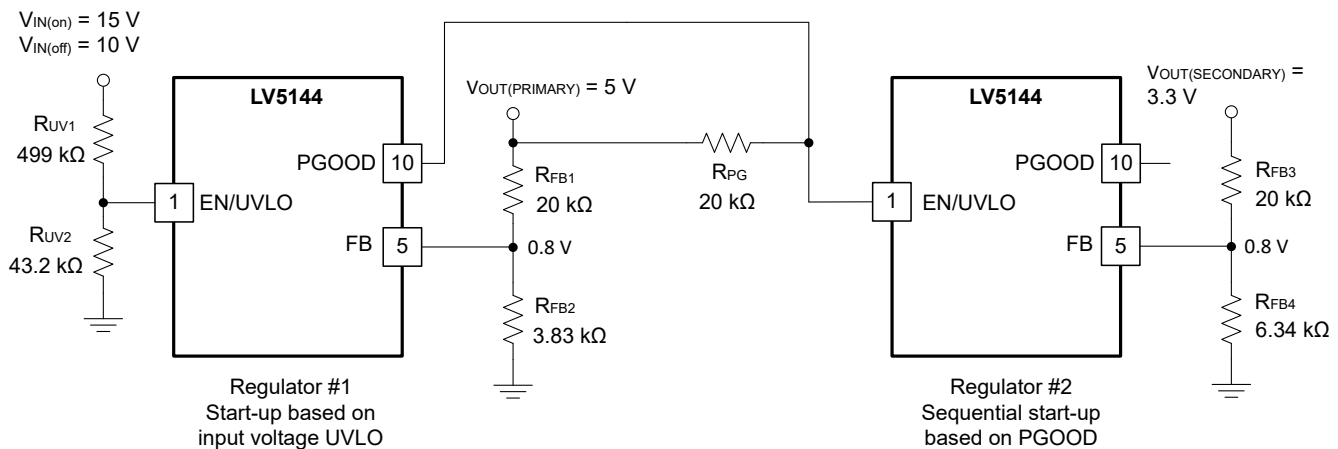 VIN(on) = 15 V
VIN(off) = 10 V
RUV1
499 kΩ
RUV2
43.2 kΩ
LV5144
PGOOD
10
1
EN/UVLO
FB
5
Regulator #1
Start-up based on
input voltage UVLO
VOUT(PRIMARY) = 5 V
RFB1
20 kΩ
0.8 V
RFB2
3.83 kΩ
RPG
20 kΩ
LV5144
PGOOD
10
1
EN/UVLO
FB
5
Regulator #2
Sequential start-up
based on PGOOD
VOUT(SECONDARY) =
3.3 V
RFB3
20 kΩ
0.8 V
RFB4
6.34 kΩ